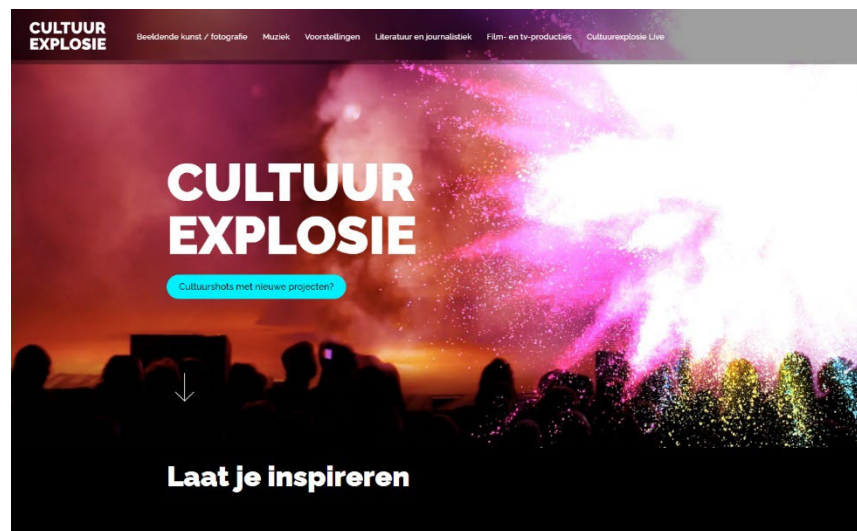 CULTUUR
EXPLOSIE
Beeldende kunst / fotografie Muziek Voorstellingen Literatuur en journalistiek Film- en tv-producties Cultuurexplosie Live
CULTUUR
EXPLOSIE
Cultuurshots met nieuwe projecten?
Laat je inspireren